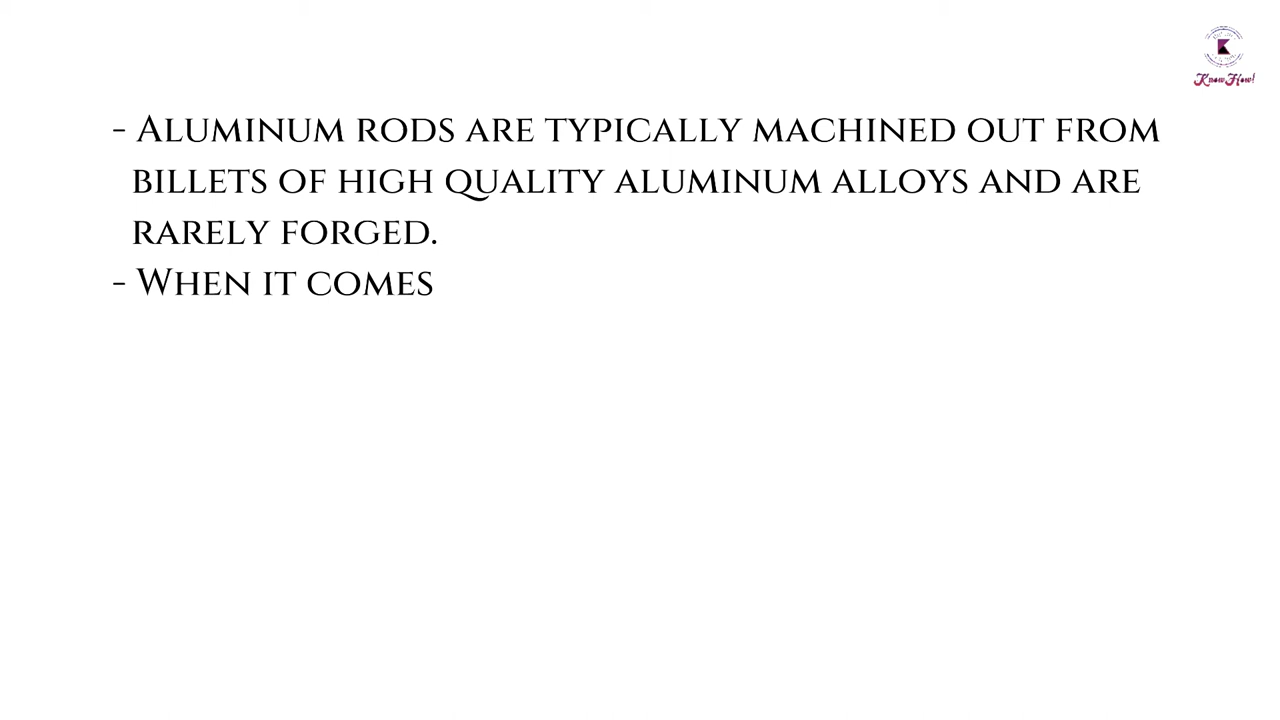 K
KnowHow!
- Aluminum rods are typically machined out from
billets of high quality aluminum alloys and are
rarely forged.
- When it comes